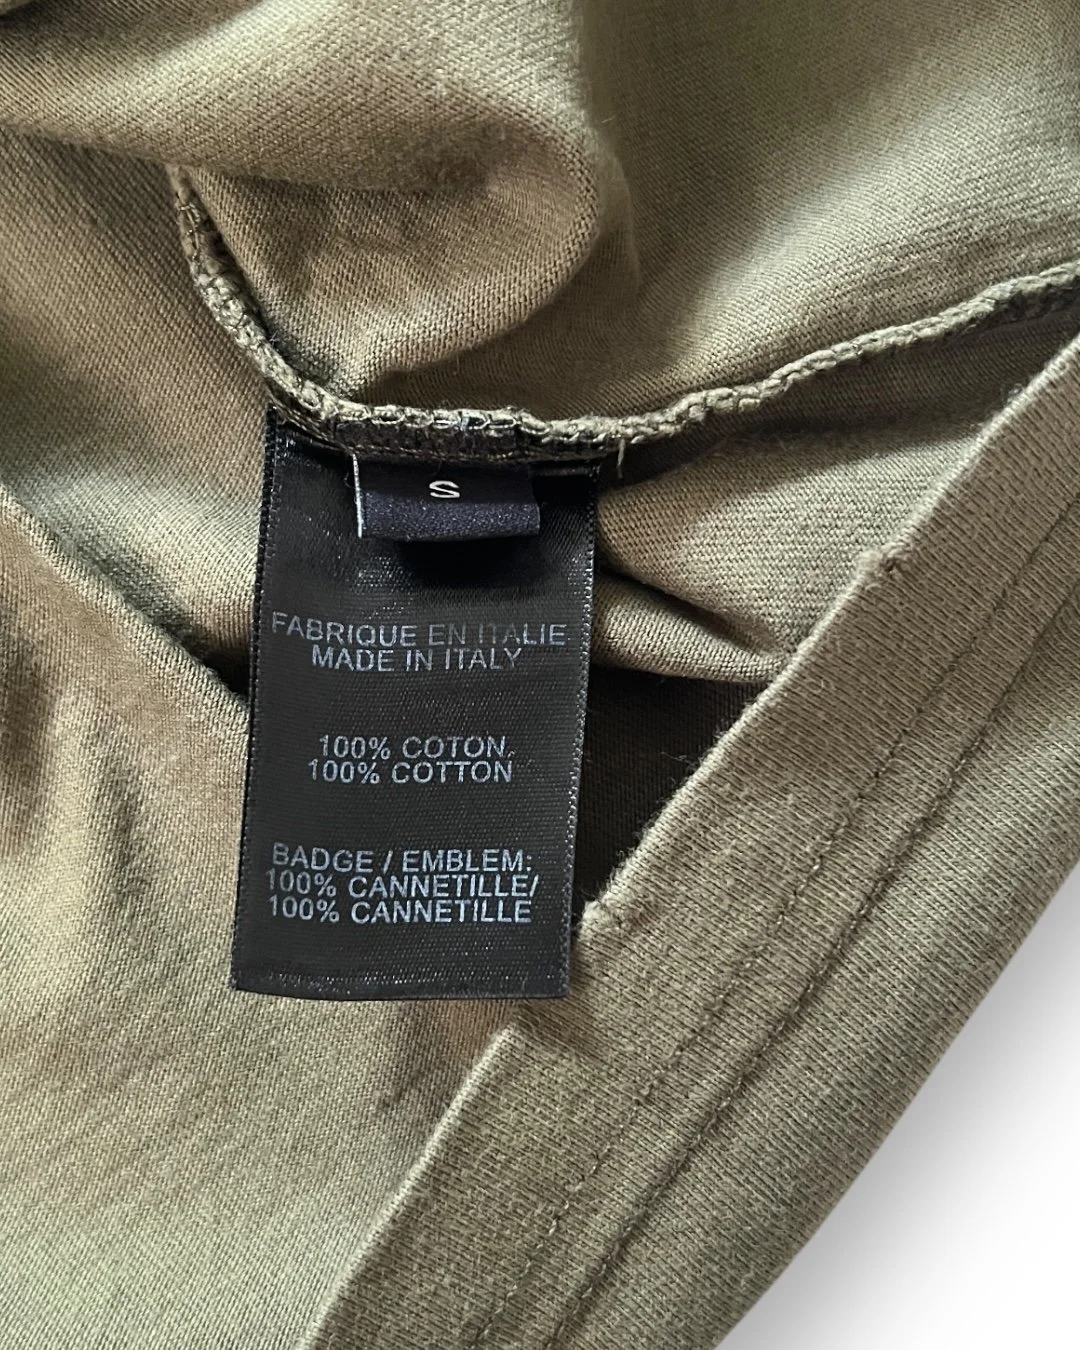 S
FABRIQUE EN ITALIE
MADE IN ITALY
100% COTON
100% COTTON
BADGE / EMBLEM:
100% CANNETILLE/
100% CANNETILLE